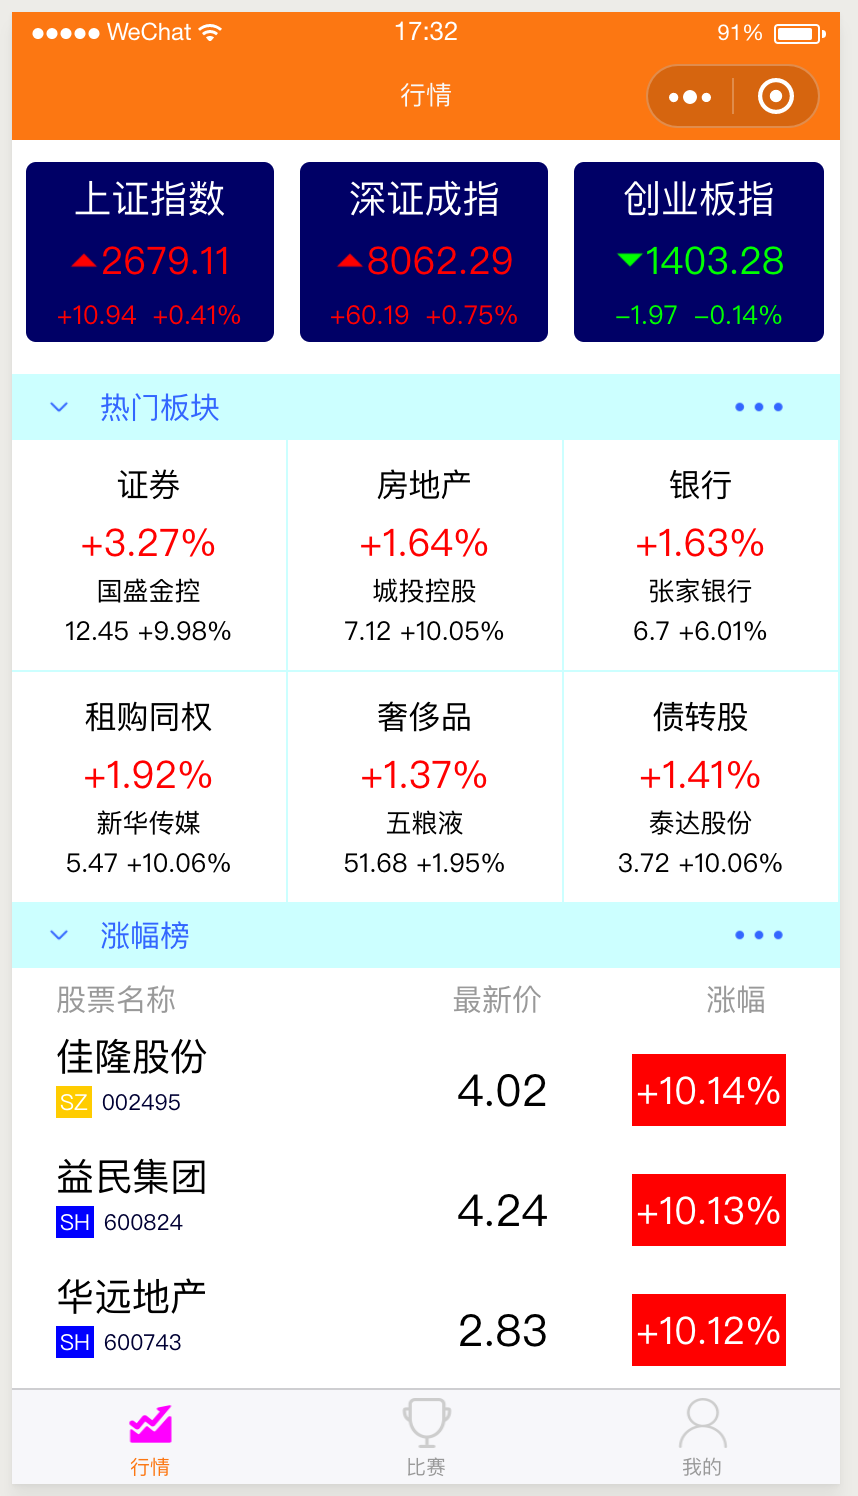 WeChat 17:32 91%
行情
上证指数 深证成指 创业板指
2679.11 8062.29 1403.28
+10.94 +0.41% +60.19 +0.75% −1.97 −0.14%
热门板块
证券 房地产 银行
+3.27% +1.64% +1.63%
国盛金控 城投控股 张家银行
12.45 +9.98% 7.12 +10.05% 6.7 +6.01%
租购同权 奢侈品 债转股
+1.92% +1.37% +1.41%
新华传媒 五粮液 泰达股份
5.47 +10.06% 51.68 +1.95% 3.72 +10.06%
涨幅榜
股票名称 最新价 涨幅
佳隆股份
SZ 002495 4.02 +10.14%
益民集团
SH 600824 4.24 +10.13%
华远地产
SH 600743 2.83 +10.12%
行情 比赛 我的